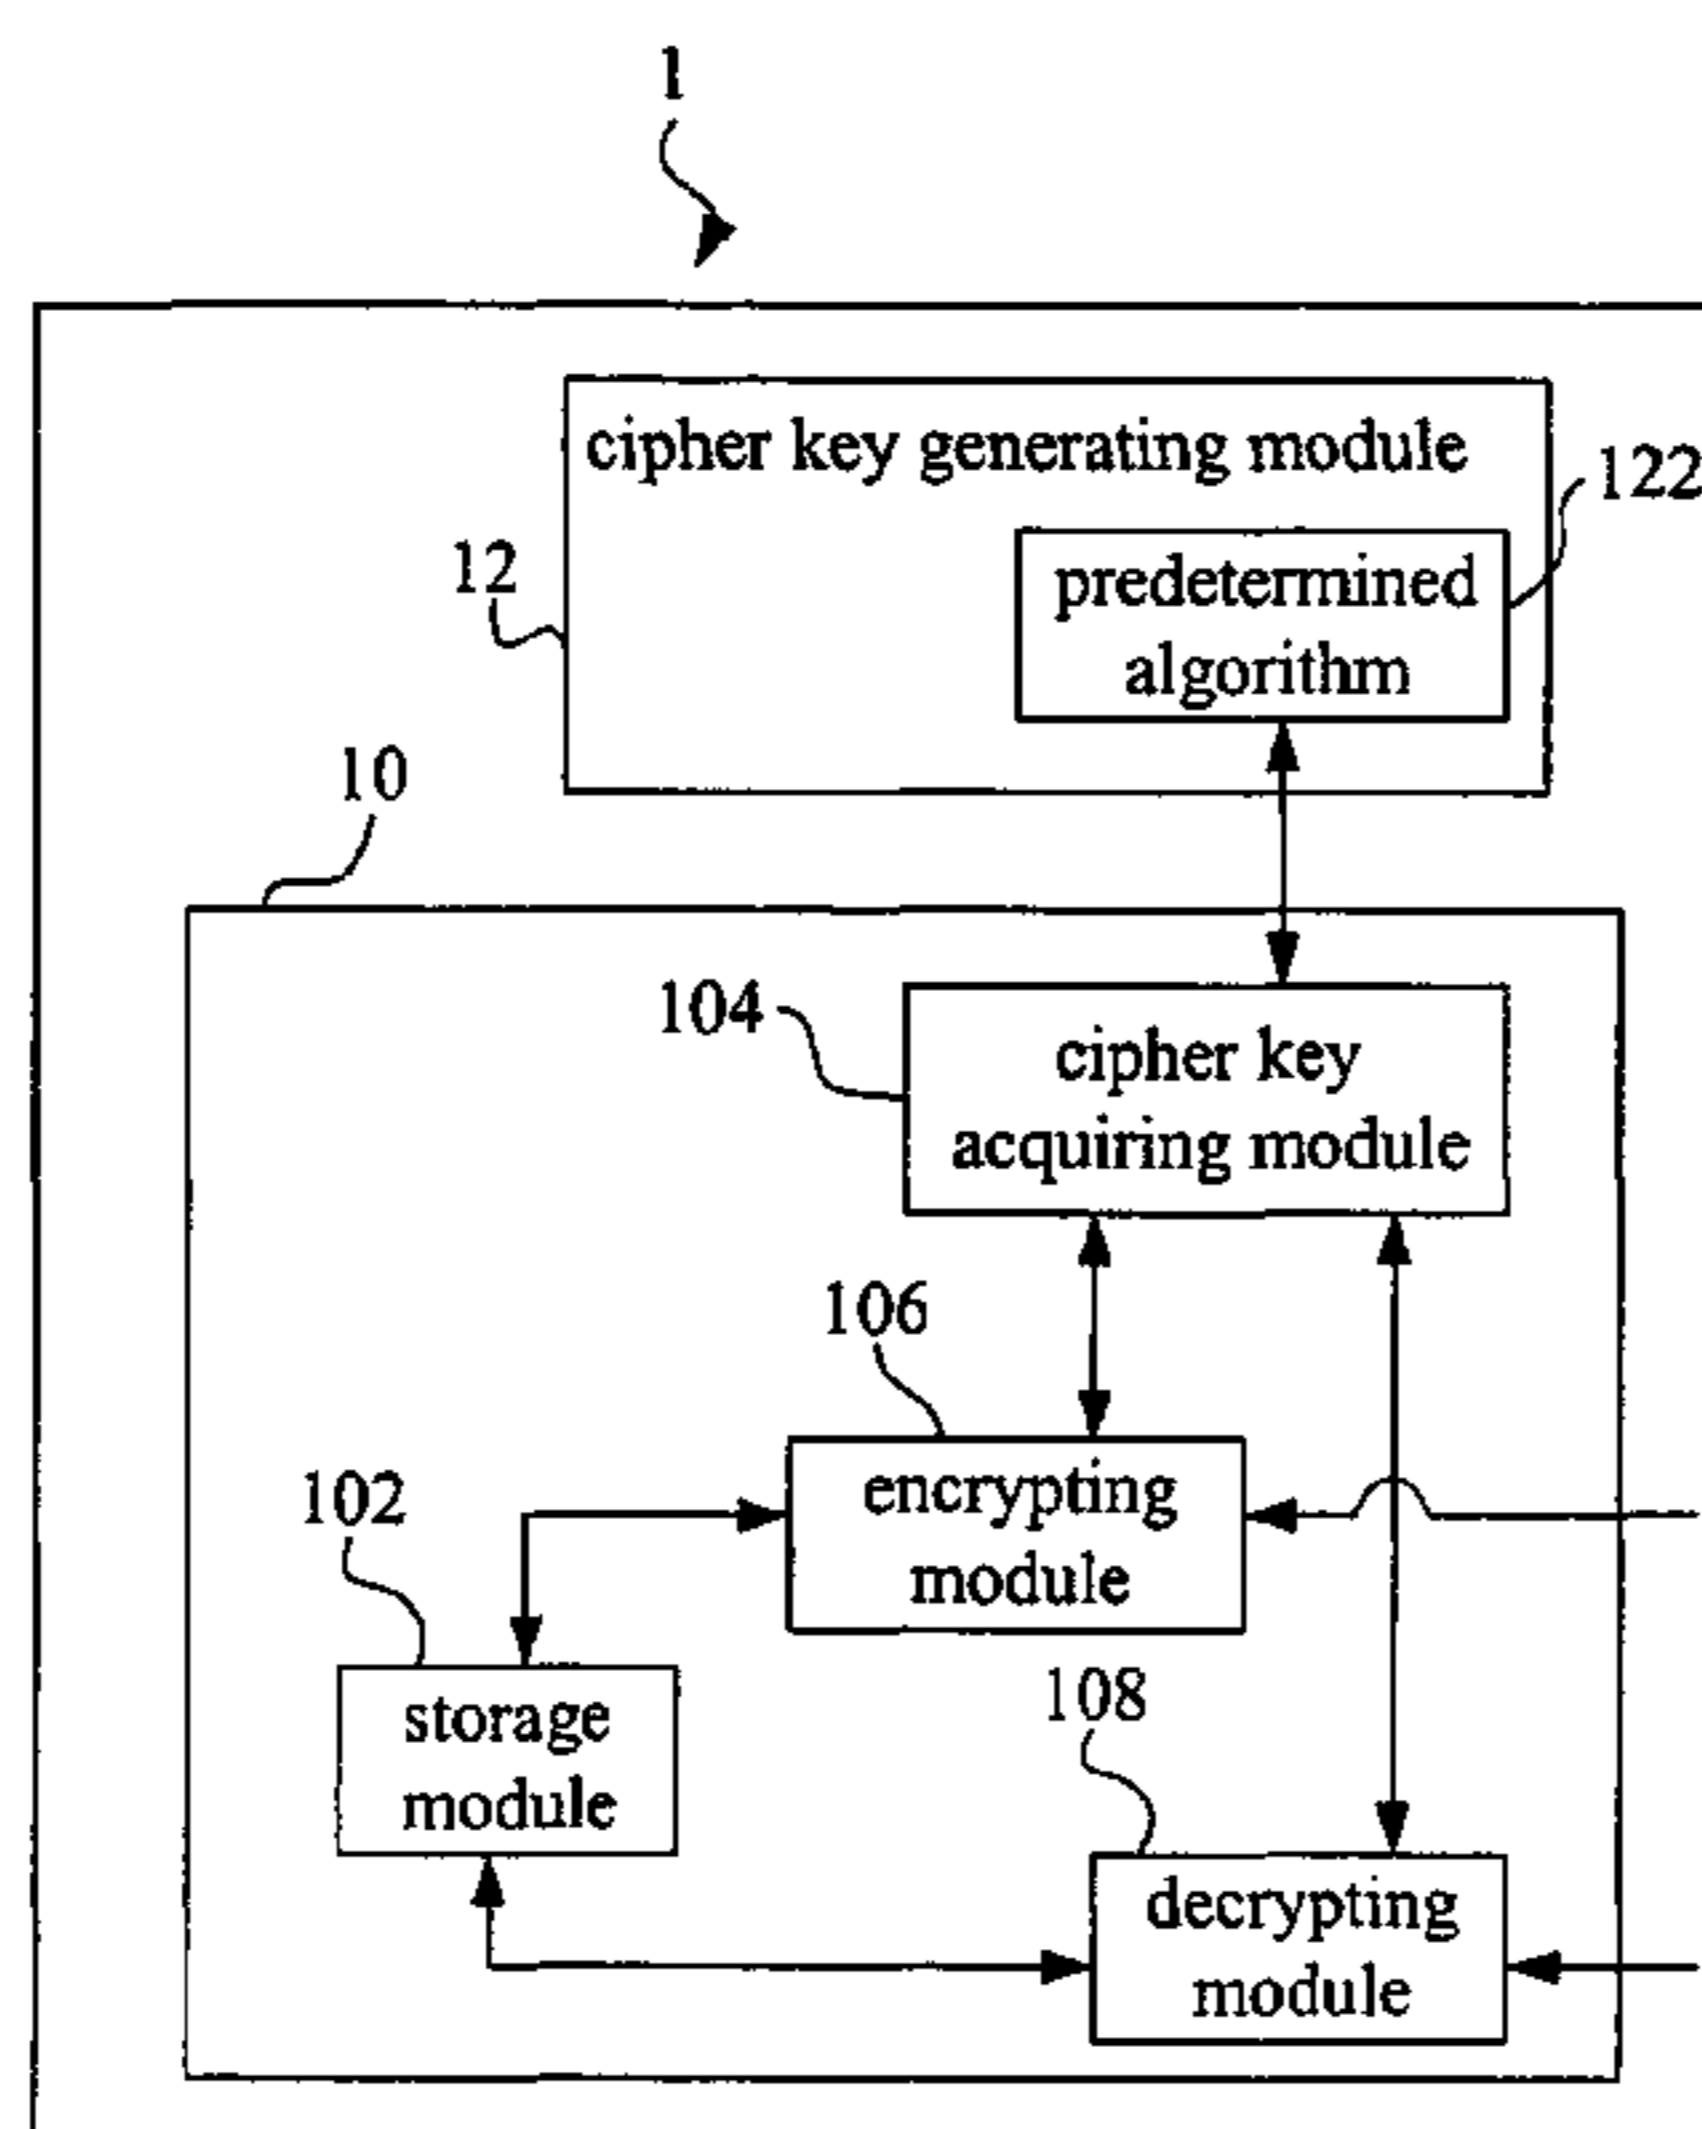 1
cipher key generating module
122
predetermined
algorithm
12
10
104
cipher key
acquiring module
106
encrypting
module
102
storage
module
108
decrypting
module